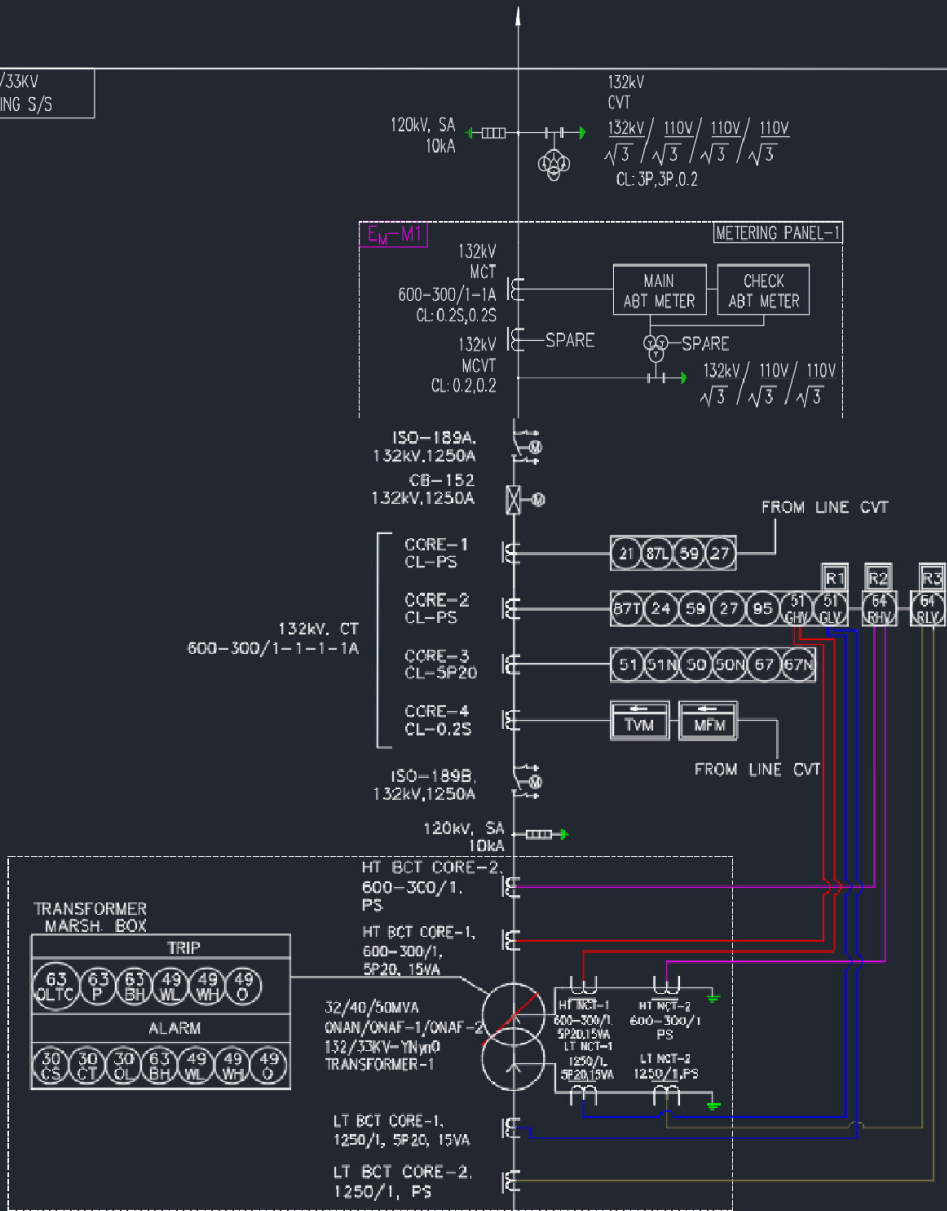 /33KV
ING S/S
120kV, SA
10kA
132kV
CVT
132kV/√3 / 110V/√3 / 110V/√3 / 110V/√3
CL:3P,3P,0.2
EM-M1
METERING PANEL-1
132kV
MCT
600-300/1-1A
CL:0.2S,0.2S
MAIN
ABT METER
CHECK
ABT METER
SPARE
132kV
MCVT
CL:0.2,0.2
SPARE
Y Y
Y
132kV/√3 / 110V/√3 / 110V/√3
ISO-189A,
132kV,1250A
M
CB-152
132kV,1250A
M
FROM LINE CVT
CORE-1
CL-PS
21 87L 59 27
R1 R2 R3
CORE-2
CL-PS
87T 24 59 27 95 51 GHV 51 GLV 64 RHV 64 RLV
132kV, CT
600-300/1-1-1-1A
CORE-3
CL-5P20
51 51N 50 50N 67 67N
CORE-4
CL-0.2S
TVM MFM
FROM LINE CVT
ISO-189B,
132kV,1250A
M
120kV, SA
10kA
HT BCT CORE-2,
600-300/1,
PS
HT BCT CORE-1,
600-300/1,
5P20, 15VA
TRANSFORMER
MARSH. BOX
TRIP
63 OLTC 63 P 63 BH 49 WL 49 WH 49 O
ALARM
30 CS 30 CT 30 OL 63 BH 49 WL 49 WH 49 O
32/40/50MVA
ONAN/ONAF-1/ONAF-2
132/33KV-YNyn0
TRANSFORMER-1
HT NCT-1
600-300/1
5P20,15VA
HT NCT-2
600-300/1
PS
LT NCT-1
1250/1,
5P20,15VA
LT NCT-2
1250/1,PS
LT BCT CORE-1,
1250/1, 5P20, 15VA
LT BCT CORE-2,
1250/1, PS